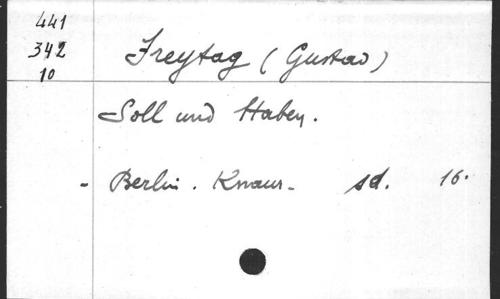 441
342
10
Freytag (Gustav)
Soll und Haben.
- Berlin. Knaur- sd. 16.